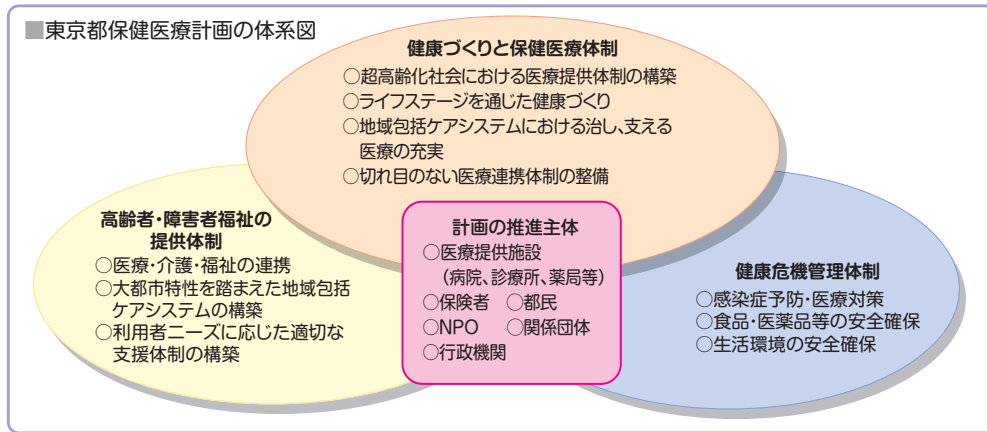 ■東京都保健医療計画の体系図
健康づくりと保健医療体制
○超高齢化社会における医療提供体制の構築
○ライフステージを通じた健康づくり
○地域包括ケアシステムにおける治し、支える
医療の充実
○切れ目のない医療連携体制の整備
高齢者・障害者福祉の
提供体制
○医療・介護・福祉の連携
○大都市特性を踏まえた地域包括
ケアシステムの構築
○利用者ニーズに応じた適切な
支援体制の構築
計画の推進主体
○医療提供施設
（病院、診療所、薬局等）
○保険者 ○都民
○NPO ○関係団体
○行政機関
健康危機管理体制
○感染症予防・医療対策
○食品・医薬品等の安全確保
○生活環境の安全確保